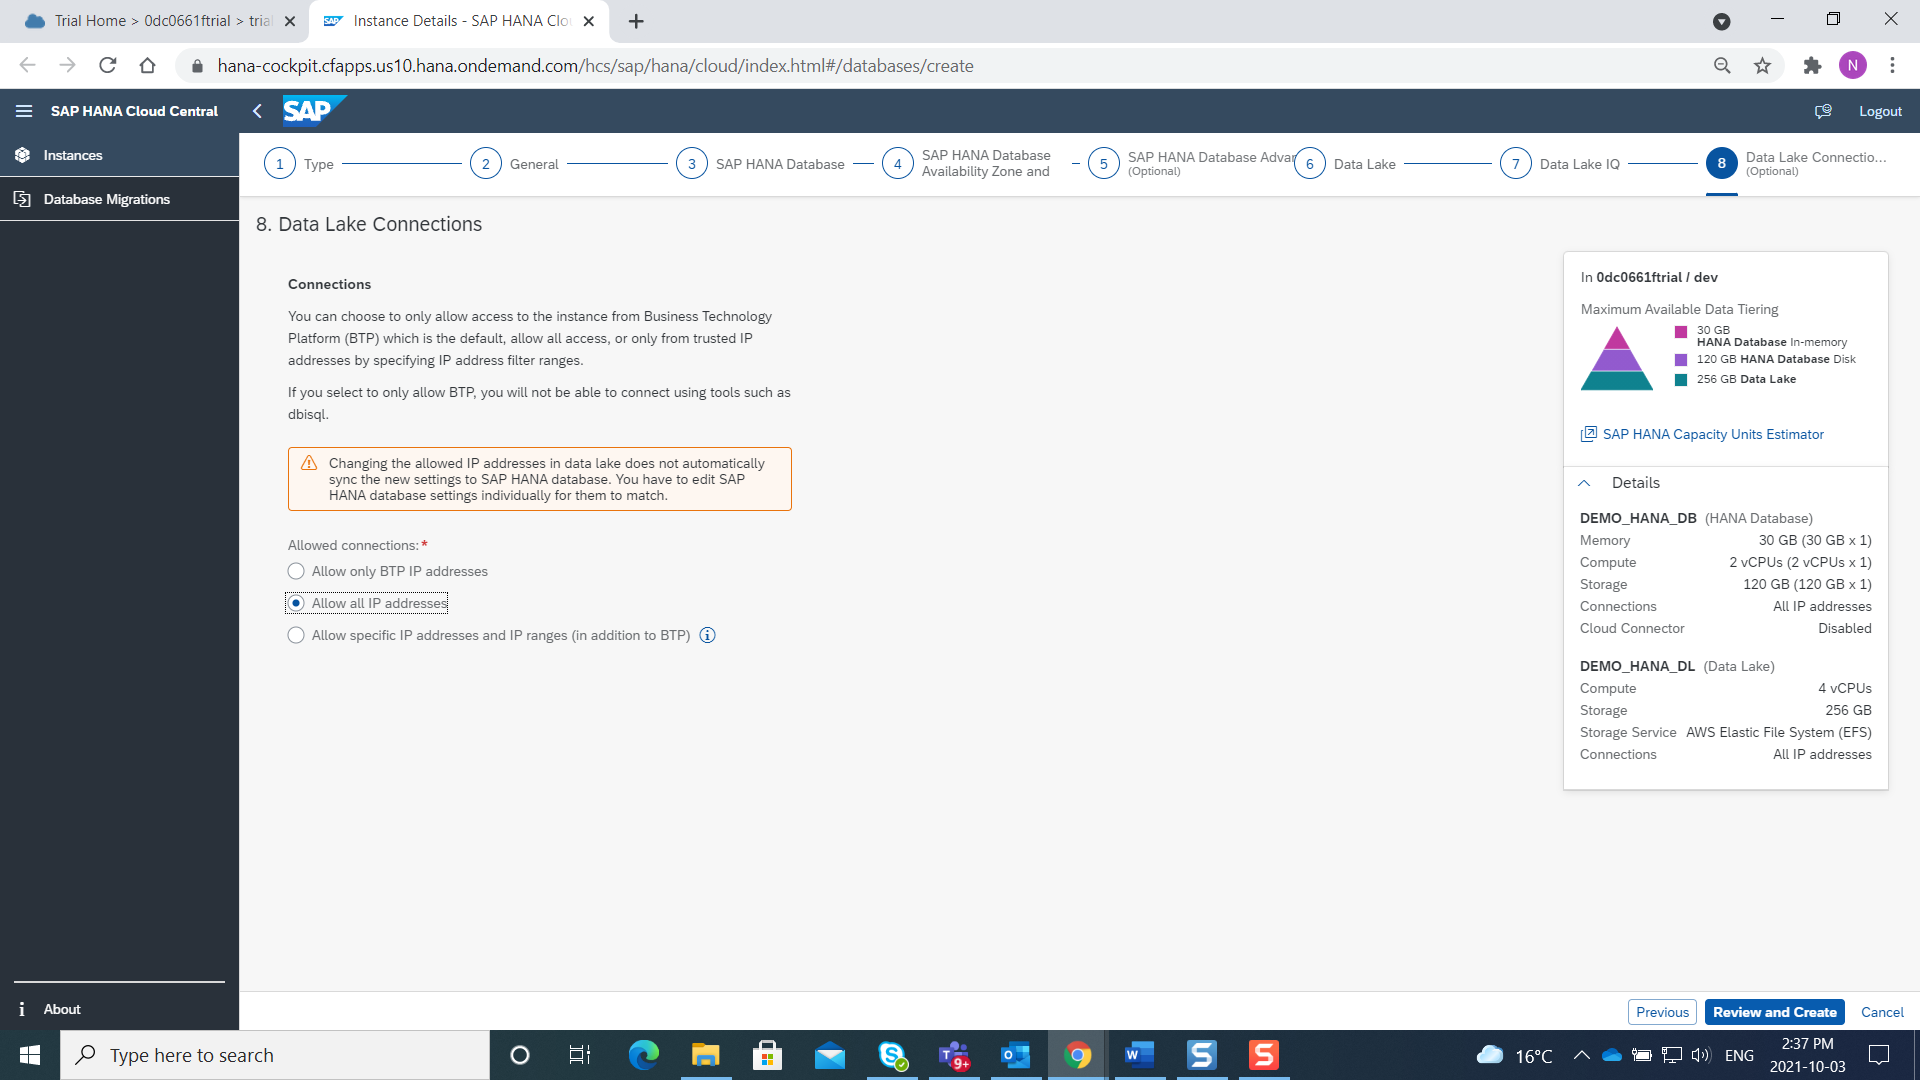 Trial Home > 0dc0661ftrial > trial
Instance Details - SAP HANA Clo
hana-cockpit.cfapps.us10.hana.ondemand.com/hcs/sap/hana/cloud/index.html#/databases/create
N
SAP HANA Cloud Central
SAP
Logout
Instances
Database Migrations
1 Type
2 General
3 SAP HANA Database
4 SAP HANA Database
Availability Zone and
5 SAP HANA Database Advan
(Optional)
6 Data Lake
7 Data Lake IQ
8 Data Lake Connectio...
(Optional)
8. Data Lake Connections
Connections
You can choose to only allow access to the instance from Business Technology
Platform (BTP) which is the default, allow all access, or only from trusted IP
addresses by specifying IP address filter ranges.
If you select to only allow BTP, you will not be able to connect using tools such as
dbisql.
Changing the allowed IP addresses in data lake does not automatically
sync the new settings to SAP HANA database. You have to edit SAP
HANA database settings individually for them to match.
Allowed connections:*
Allow only BTP IP addresses
Allow all IP addresses
Allow specific IP addresses and IP ranges (in addition to BTP)
In 0dc0661ftrial / dev
Maximum Available Data Tiering
30 GB
HANA Database In-memory
120 GB HANA Database Disk
256 GB Data Lake
SAP HANA Capacity Units Estimator
Details
DEMO_HANA_DB (HANA Database)
Memory 30 GB (30 GB x 1)
Compute 2 vCPUs (2 vCPUs x 1)
Storage 120 GB (120 GB x 1)
Connections All IP addresses
Cloud Connector Disabled
DEMO_HANA_DL (Data Lake)
Compute 4 vCPUs
Storage 256 GB
Storage Service AWS Elastic File System (EFS)
Connections All IP addresses
About
Previous
Review and Create
Cancel
Type here to search
9+
16°C
ENG
2:37 PM
2021-10-03